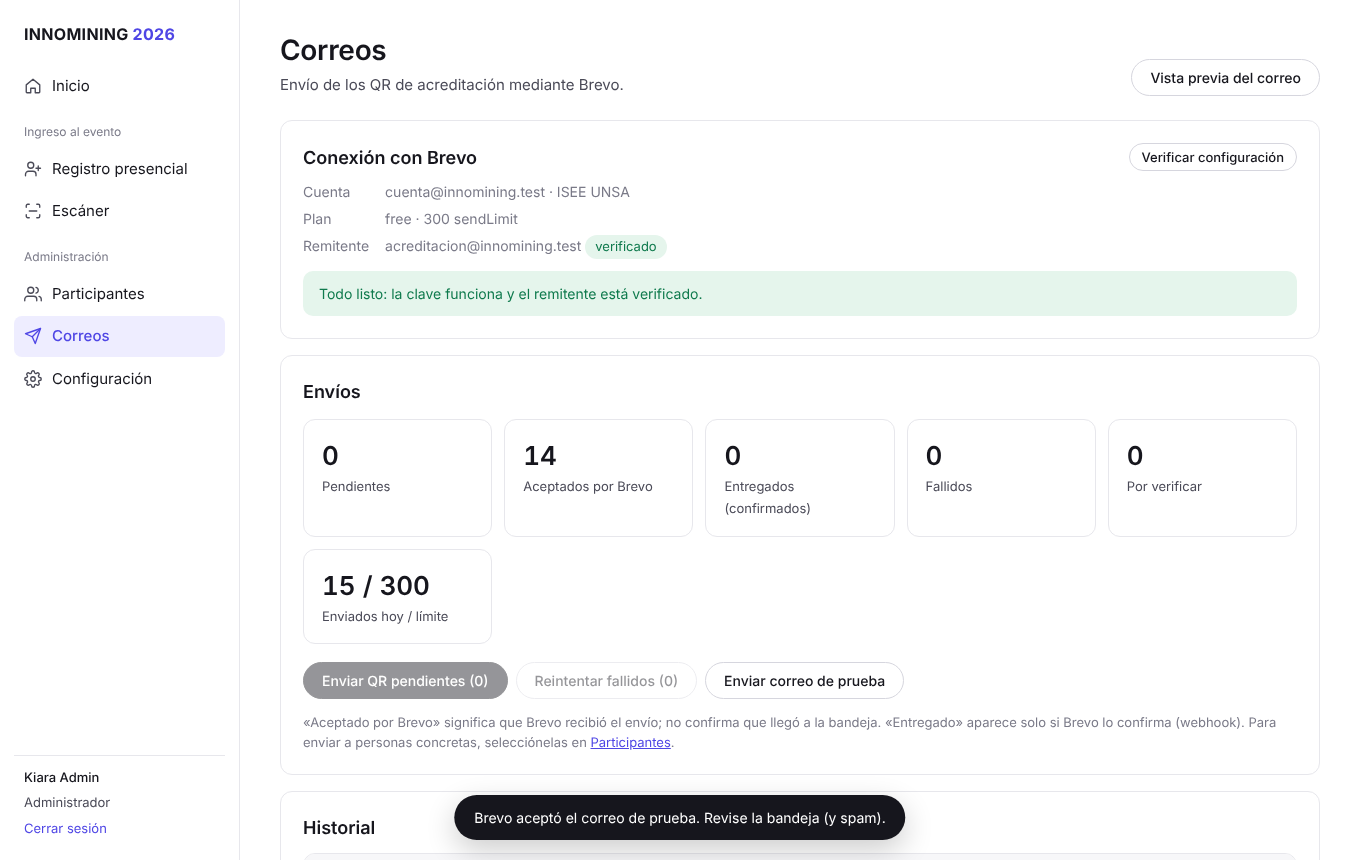 INNOMINING 2026
Inicio
Ingreso al evento
Registro presencial
Escáner
Administración
Participantes
Correos
Configuración
Kiara Admin
Administrador
Cerrar sesión
Correos
Envío de los QR de acreditación mediante Brevo.
Vista previa del correo
Conexión con Brevo
Verificar configuración
Cuenta cuenta@innomining.test · ISEE UNSA
Plan free · 300 sendLimit
Remitente acreditacion@innomining.test verificado
Todo listo: la clave funciona y el remitente está verificado.
Envíos
0
Pendientes
14
Aceptados por Brevo
0
Entregados
(confirmados)
0
Fallidos
0
Por verificar
15 / 300
Enviados hoy / límite
Enviar QR pendientes (0)
Reintentar fallidos (0)
Enviar correo de prueba
«Aceptado por Brevo» significa que Brevo recibió el envío; no confirma que llegó a la bandeja. «Entregado» aparece solo si Brevo lo confirma (webhook). Para
enviar a personas concretas, selecciónelas en Participantes.
Historial
Brevo aceptó el correo de prueba. Revise la bandeja (y spam).